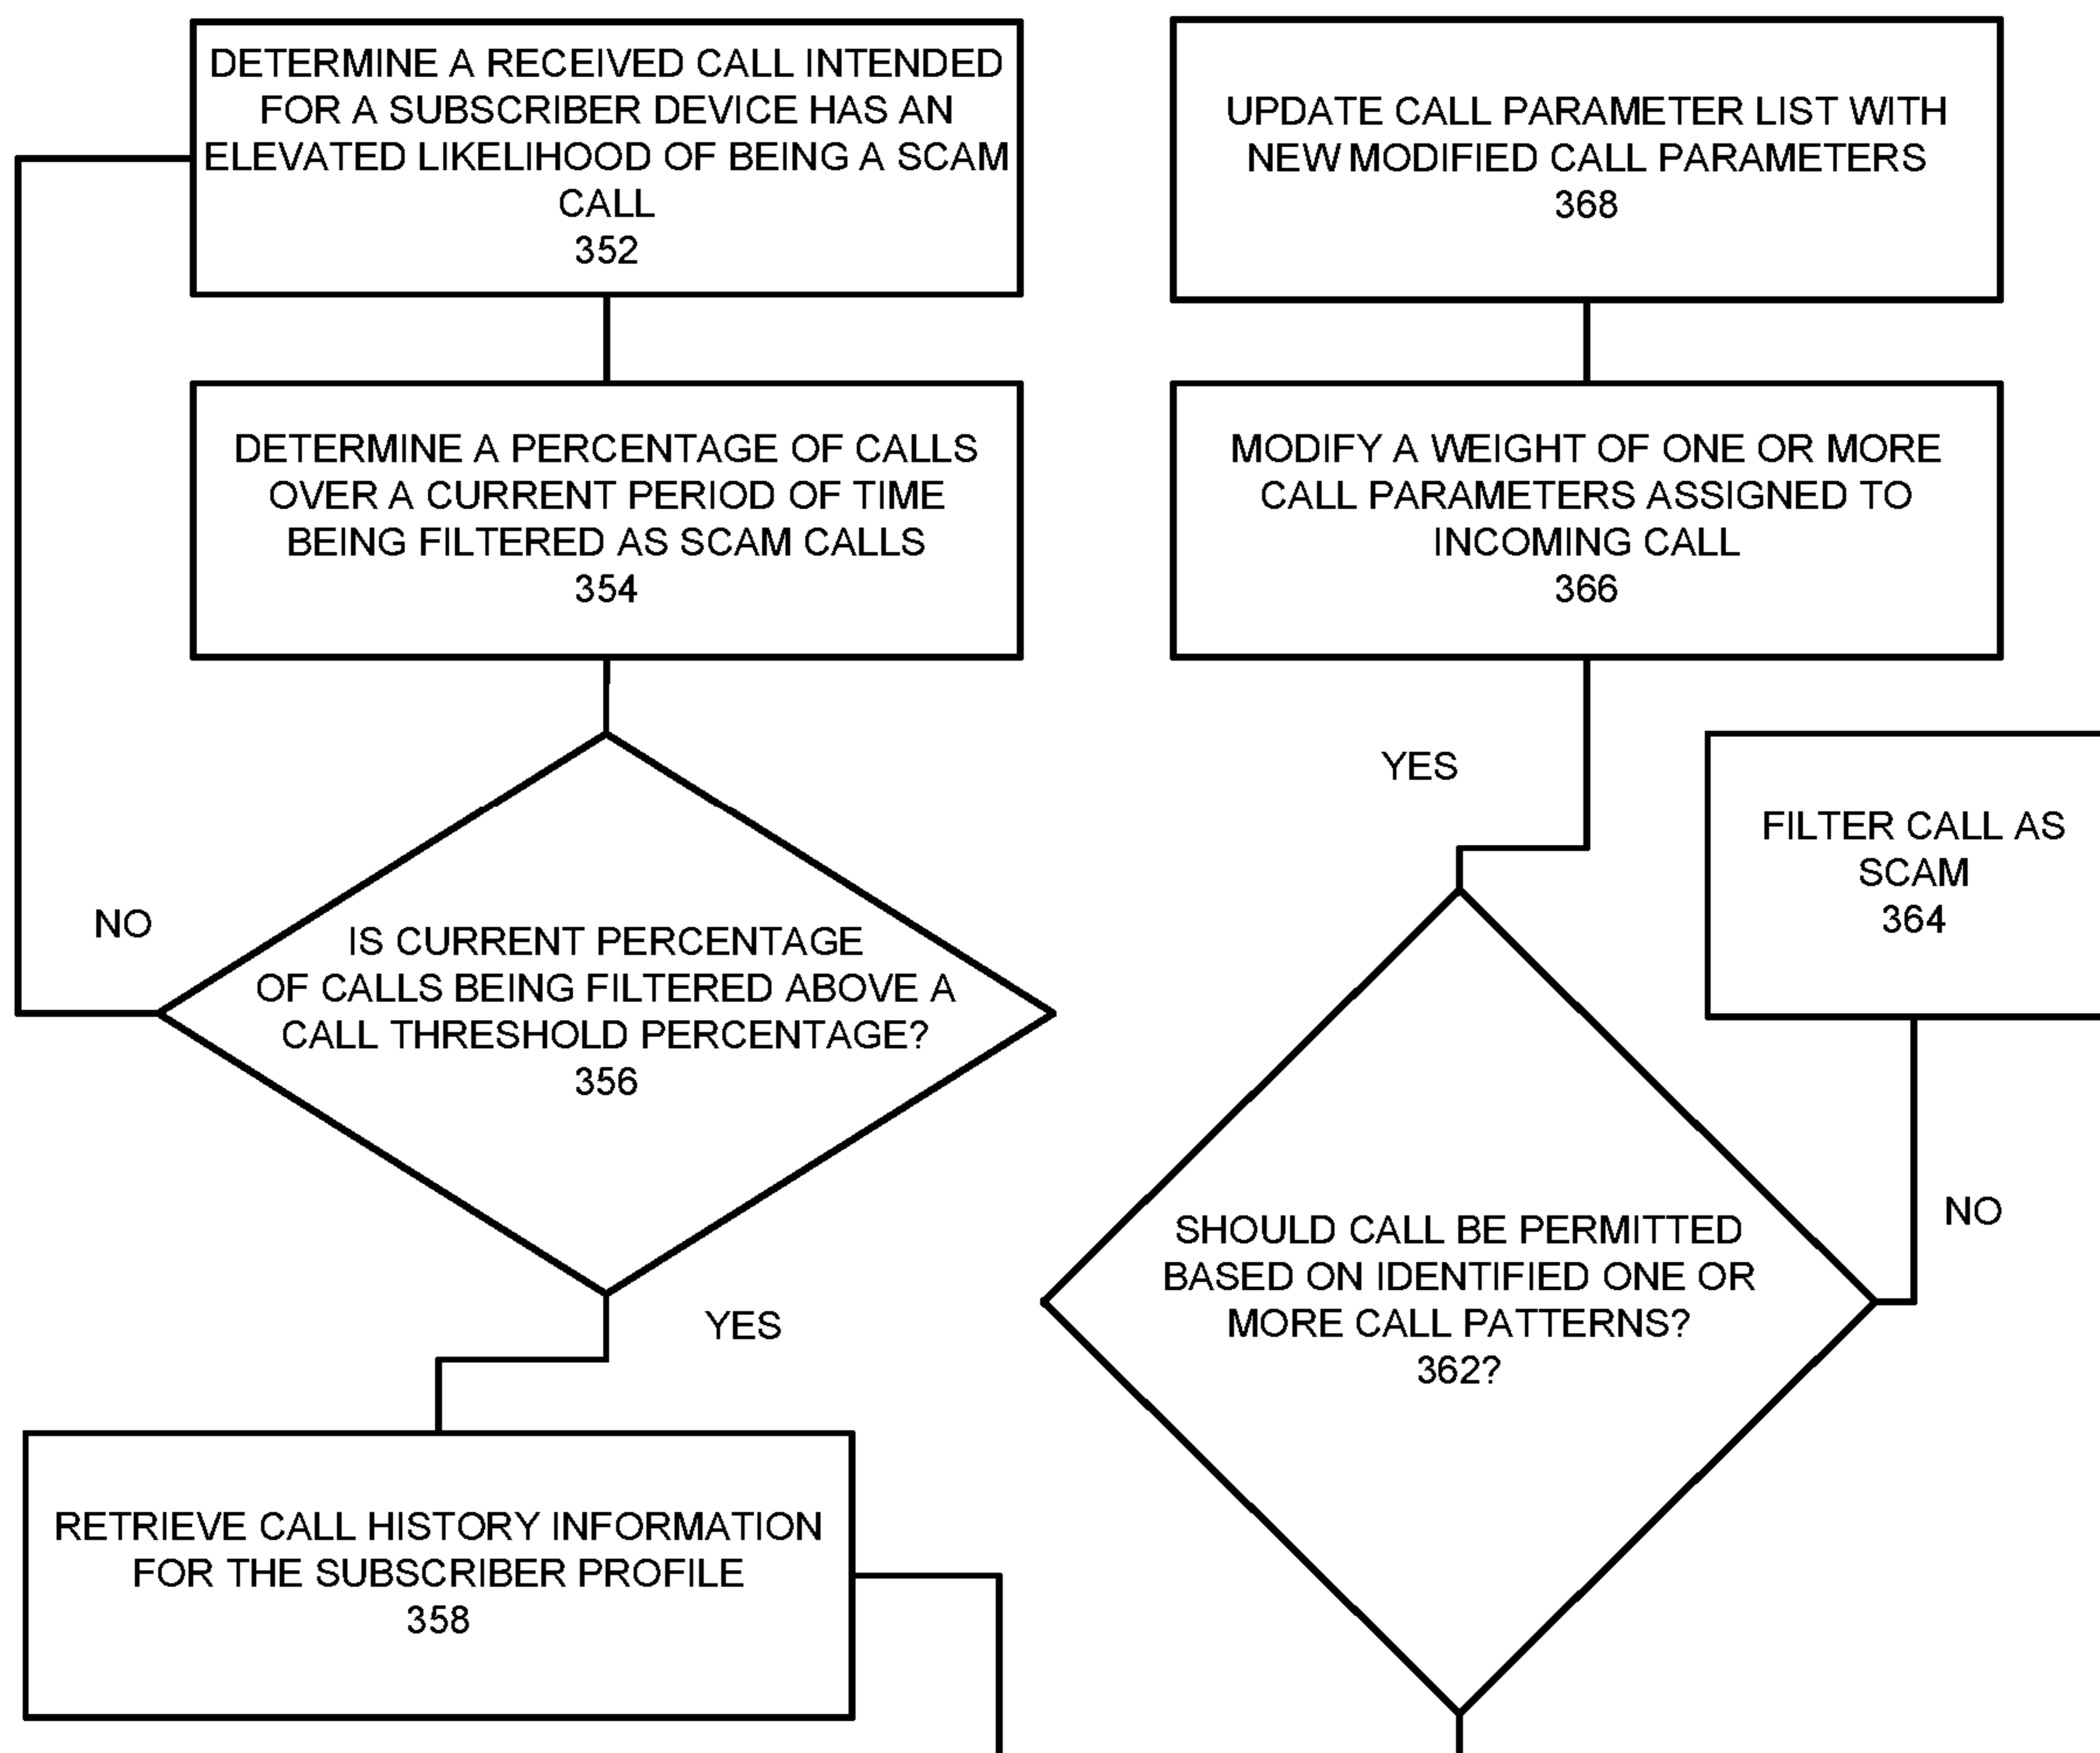 DETERMINE A RECEIVED CALL INTENDED
FOR A SUBSCRIBER DEVICE HAS AN
ELEVATED LIKELIHOOD OF BEING A SCAM
CALL
352
DETERMINE A PERCENTAGE OF CALLS
OVER A CURRENT PERIOD OF TIME
BEING FILTERED AS SCAM CALLS
354
NO
IS CURRENT PERCENTAGE
OF CALLS BEING FILTERED ABOVE A
CALL THRESHOLD PERCENTAGE?
356
YES
RETRIEVE CALL HISTORY INFORMATION
FOR THE SUBSCRIBER PROFILE
358
UPDATE CALL PARAMETER LIST WITH
NEW MODIFIED CALL PARAMETERS
368
MODIFY A WEIGHT OF ONE OR MORE
CALL PARAMETERS ASSIGNED TO
INCOMING CALL
366
YES
FILTER CALL AS
SCAM
364
NO
SHOULD CALL BE PERMITTED
BASED ON IDENTIFIED ONE OR
MORE CALL PATTERNS?
362?